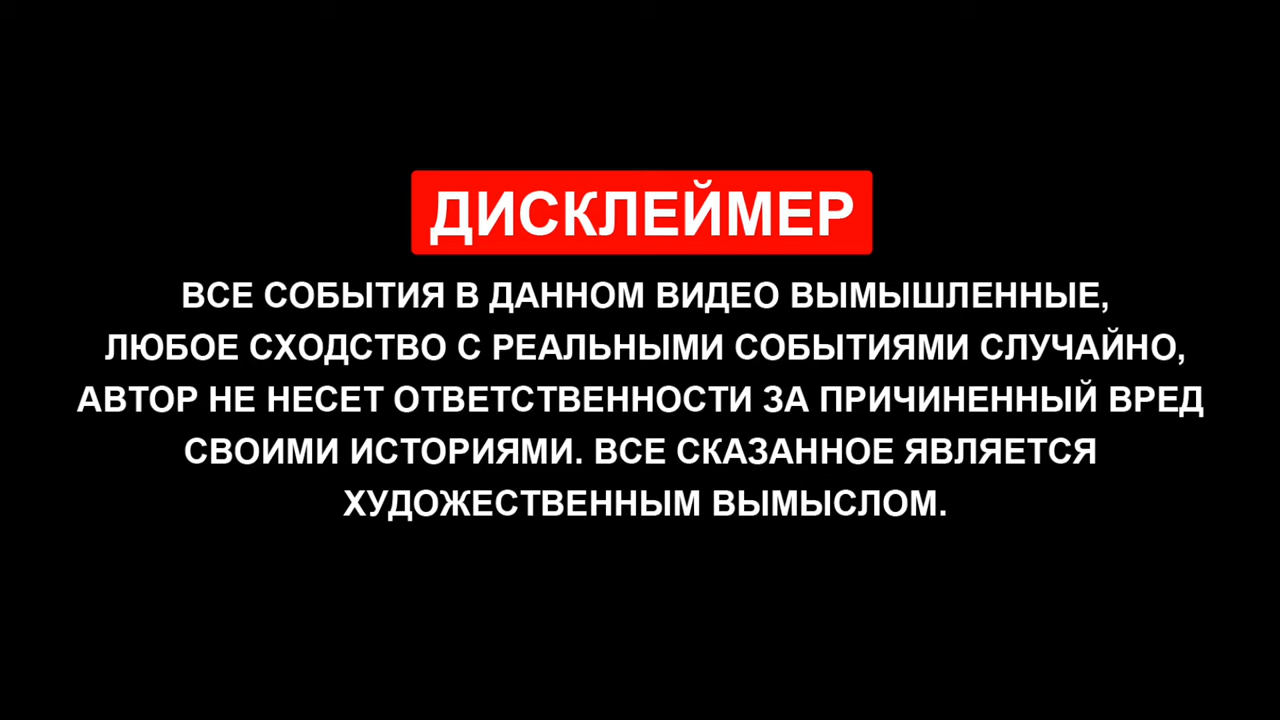 ДИСКЛЕЙМЕР
ВСЕ СОБЫТИЯ В ДАННОМ ВИДЕО ВЫМЫШЛЕННЫЕ,
ЛЮБОЕ СХОДСТВО С РЕАЛЬНЫМИ СОБЫТИЯМИ СЛУЧАЙНО,
АВТОР НЕ НЕСЕТ ОТВЕТСТВЕННОСТИ ЗА ПРИЧИНЕННЫЙ ВРЕД
СВОИМИ ИСТОРИЯМИ. ВСЕ СКАЗАННОЕ ЯВЛЯЕТСЯ
ХУДОЖЕСТВЕННЫМ ВЫМЫСЛОМ.